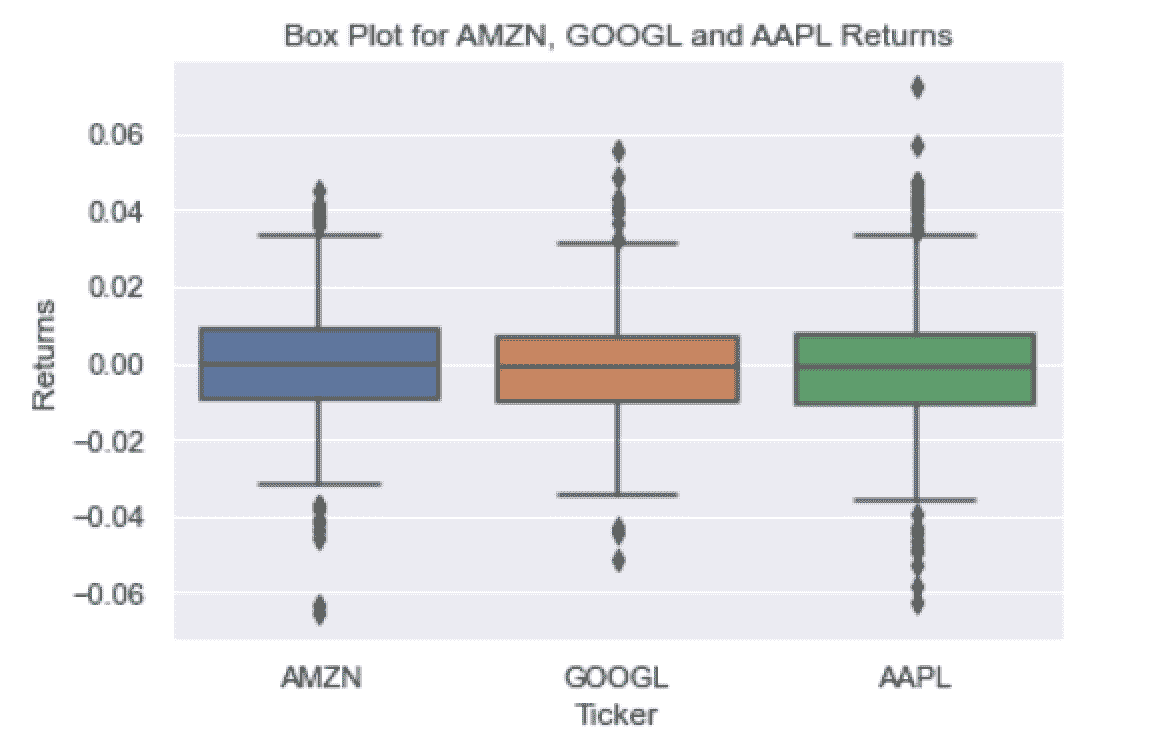 Box Plot for AMZN, GOOGL and AAPL Returns
0.06
0.04
0.02
0.00
−0.02
−0.04
−0.06
Returns
AMZN GOOGL AAPL
Ticker